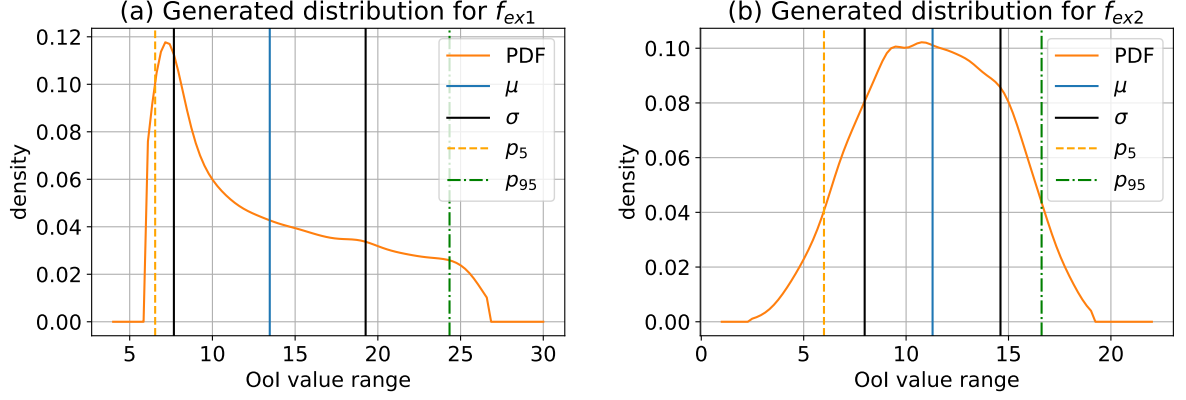 (a) Generated distribution for f_ex1
0.12
0.10
0.08
0.06
0.04
0.02
0.00
density
5 10 15 20 25 30
OoI value range
PDF
μ
σ
p_5
p_95
(b) Generated distribution for f_ex2
0.10
0.08
0.06
0.04
0.02
0.00
density
0 5 10 15 20
OoI value range
PDF
μ
σ
p_5
p_95